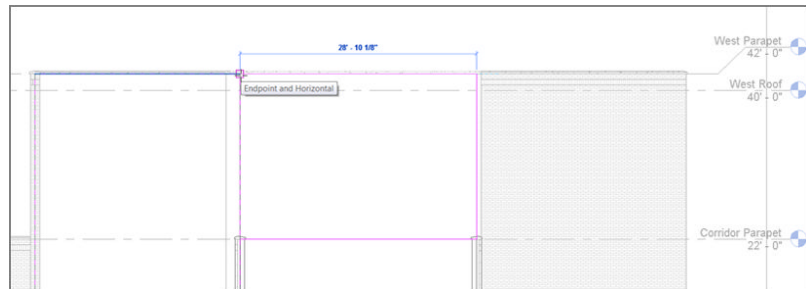 28' - 10 1/8"
West Parapet
42' - 0"
Endpoint and Horizontal
West Roof
40' - 0"
Corridor Parapet
22' - 0"